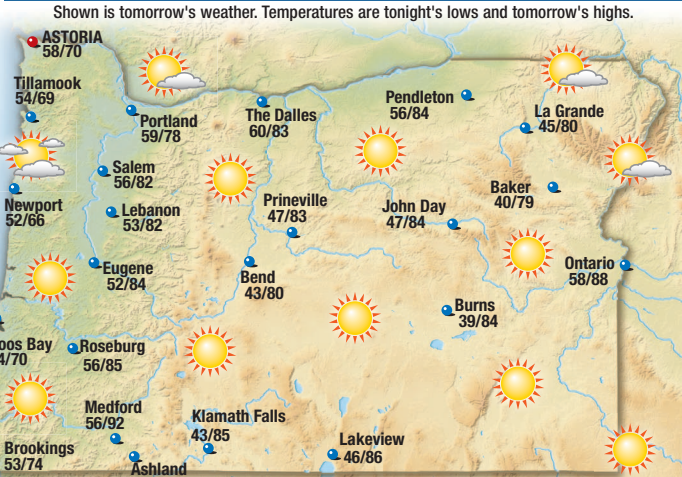 Shown is tomorrow's weather. Temperatures are tonight's lows and tomorrow's highs.
ASTORIA
58/70
Tillamook
54/69
Portland
59/78
The Dalles
60/83
Pendleton
56/84
La Grande
45/80
Salem
56/82
Newport
52/66
Lebanon
53/82
Prineville
47/83
John Day
47/84
Baker
40/79
Eugene
52/84
Bend
43/80
Ontario
58/88
Burns
39/84
oos Bay
4/70
Roseburg
56/85
Medford
56/92
Klamath Falls
43/85
Lakeview
46/86
Brookings
53/74
Ashland